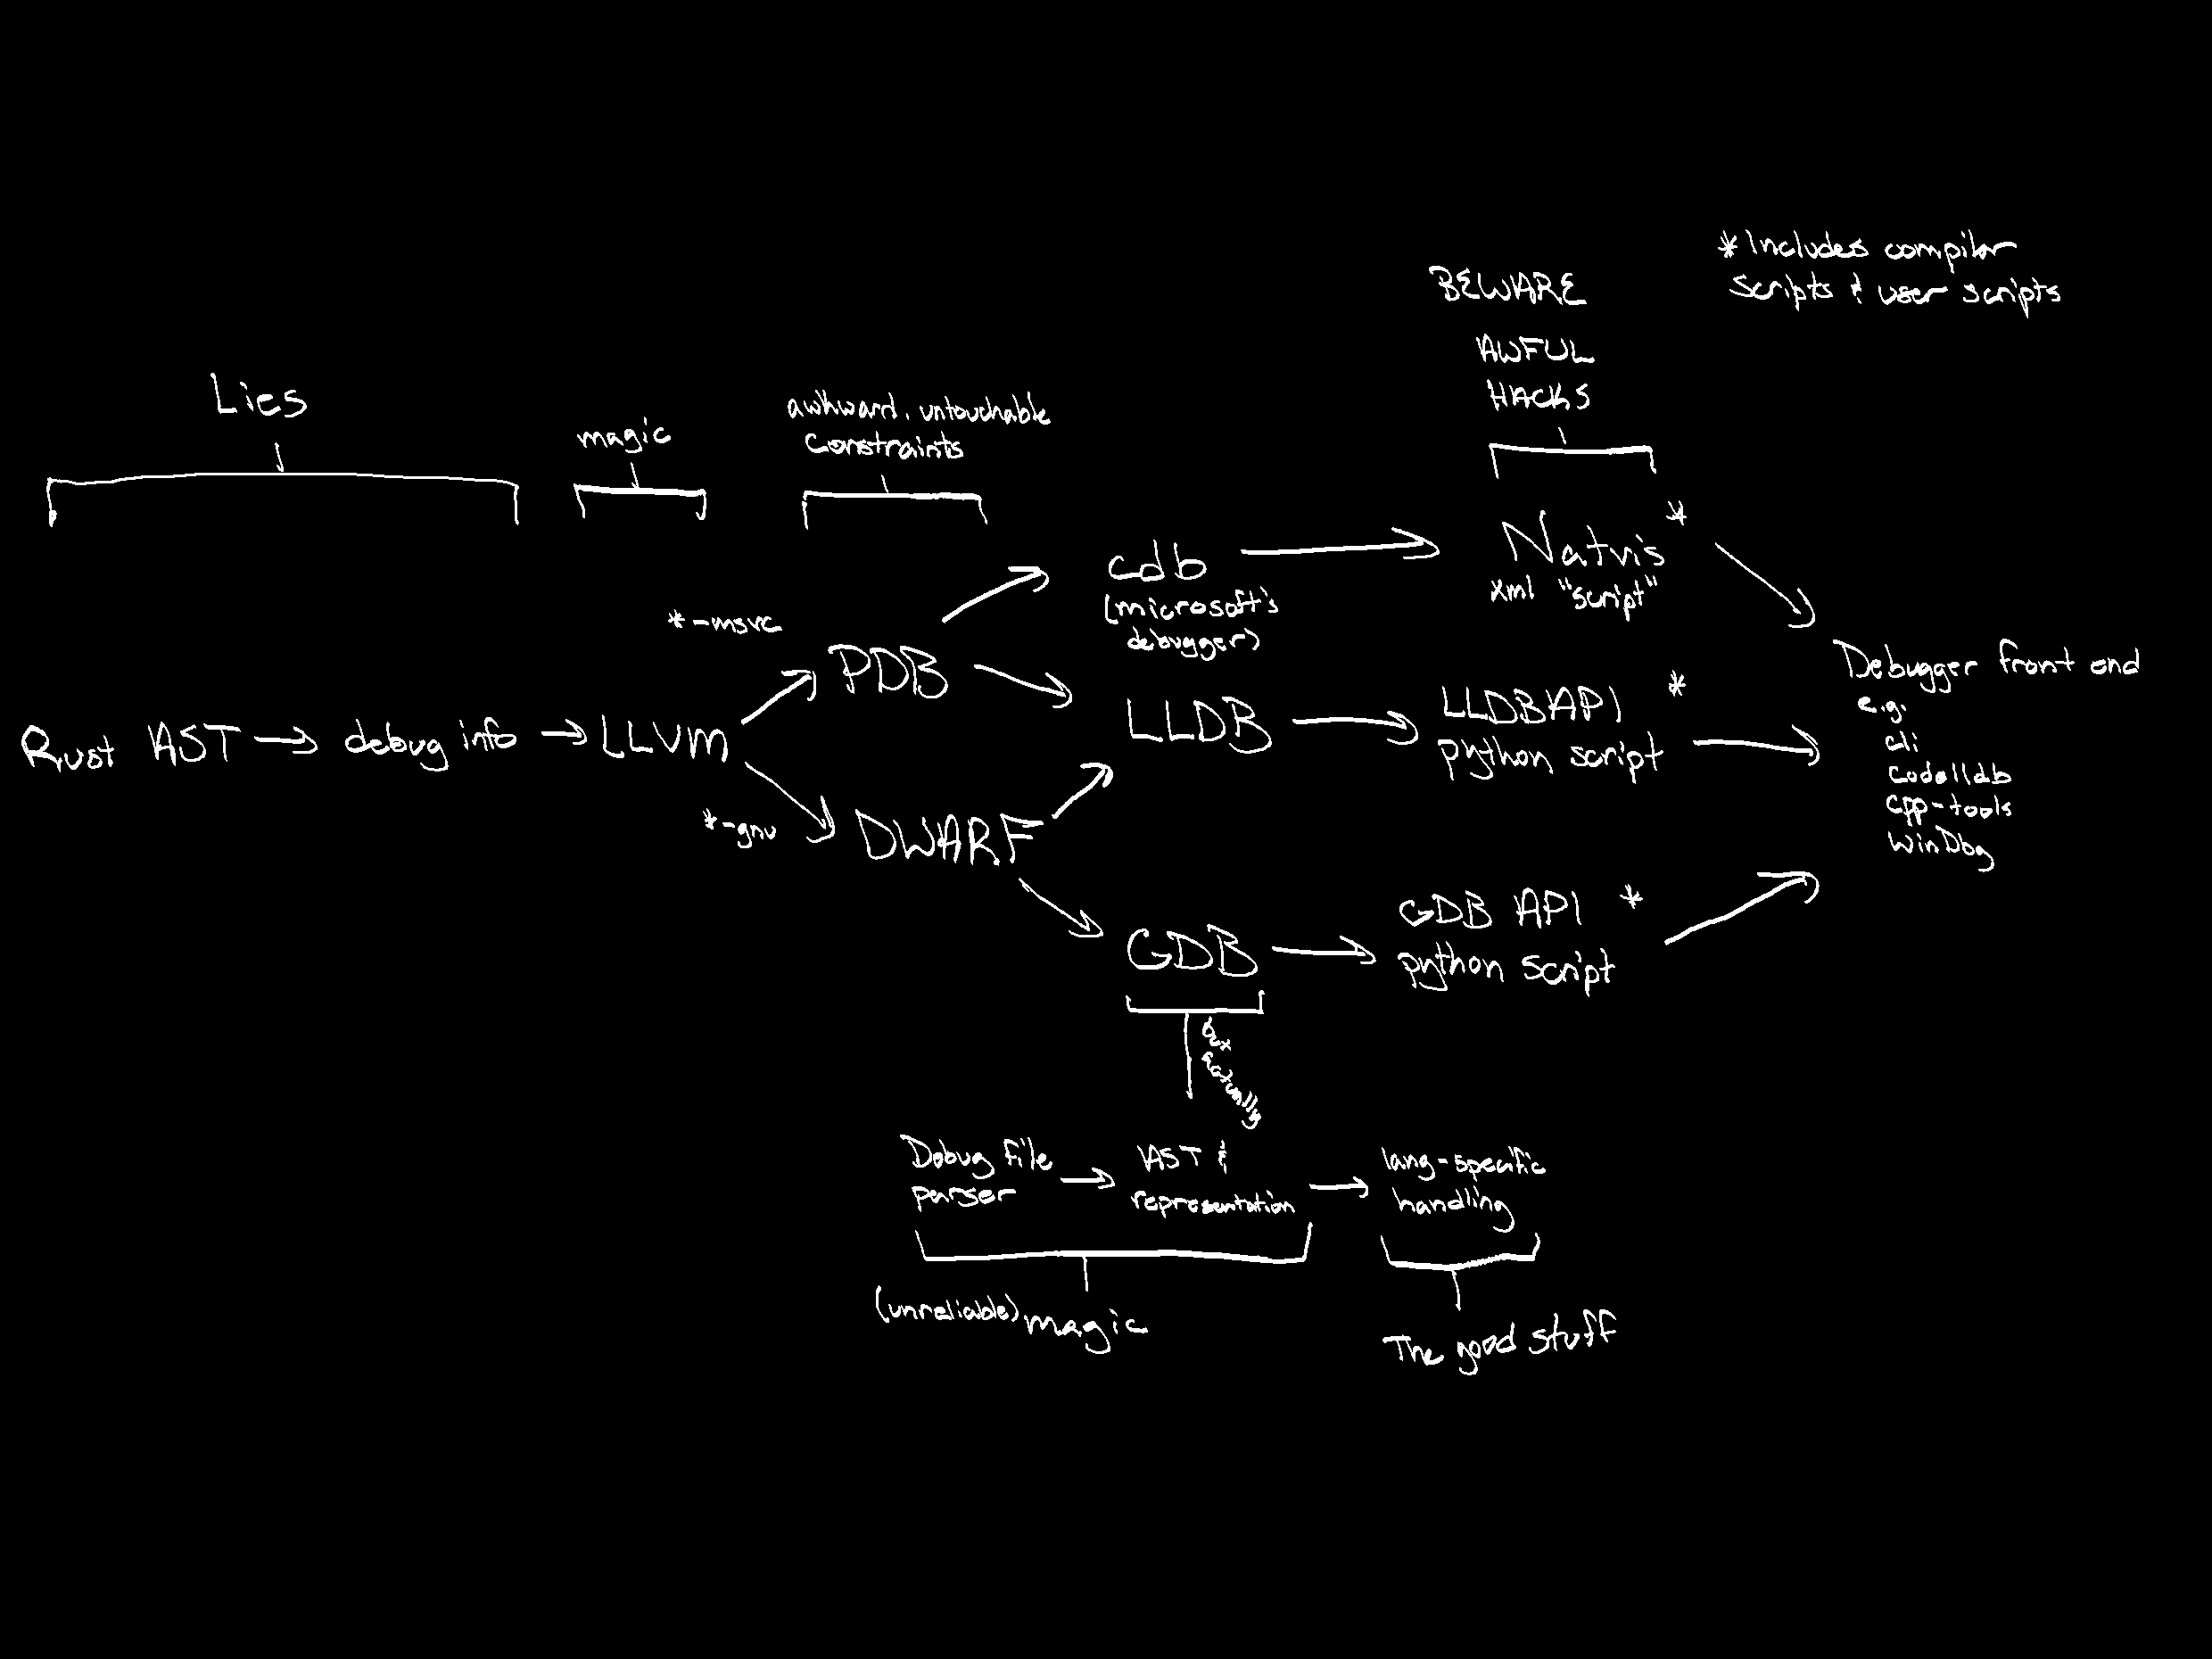 * Includes compiler
scripts & user scripts
BEWARE
AWFUL
HACKS
Lies
magic
awkward, untouchable
constraints
Rust AST → debug info → LLVM
*-msvc
PDB
*-gnu
DWARF
cdb
(microsoft's
debugger)
LLDB
GDB
Natvis *
xml "script"
LLDB API *
python script
GDB API *
python script
Debugger front end
e.g.
cli
codelldb
cpp-tools
WinDbg
actually
Debug file
parser
AST &
representation
lang-specific
handling
(unreliable) magic
The good stuff